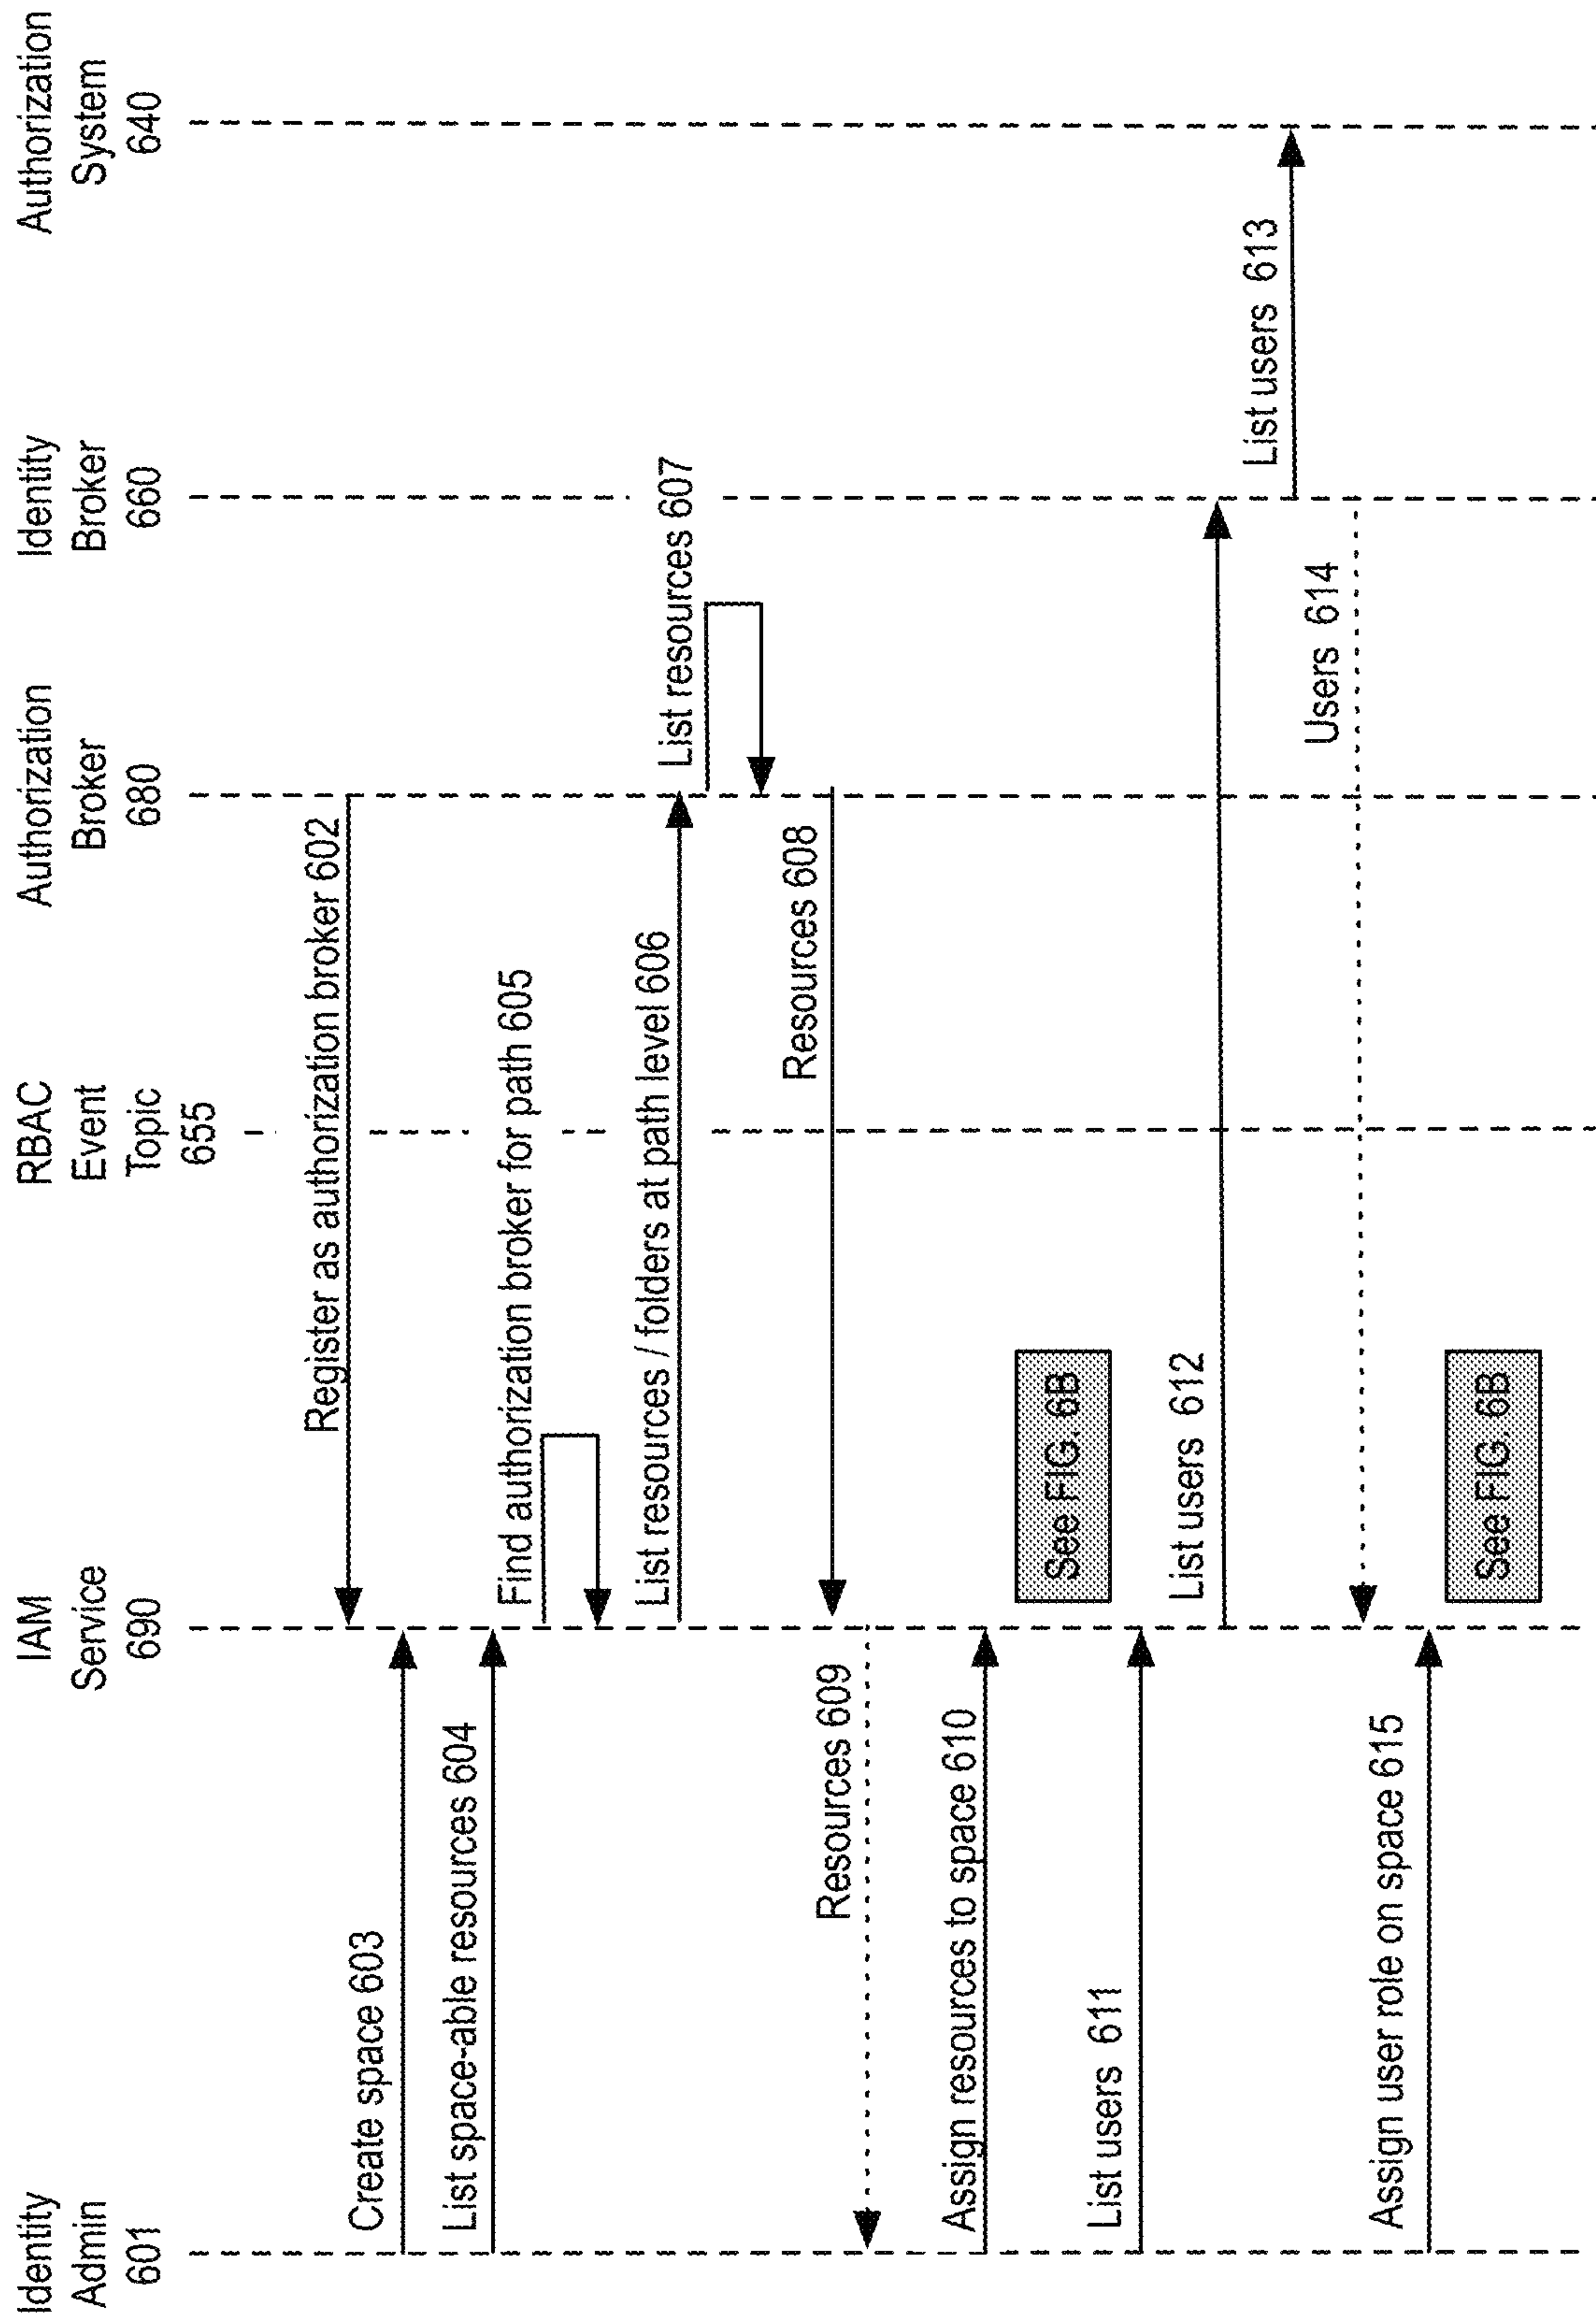 Identity
Admin
601
IAM
Service
690
RBAC
Event
Topic
655
Authorization
Broker
680
Identity
Broker
660
Authorization
System
640
Register as authorization broker 602
Create space 603
List space-able resources 604
Find authorization broker for path 605
List resources / folders at path level 606
List resources 607
Resources 608
Resources 609
Assign resources to space 610
See FIG. 6B
List users 611
List users 612
List users 613
Users 614
Assign user role on space 615
See FIG. 6B